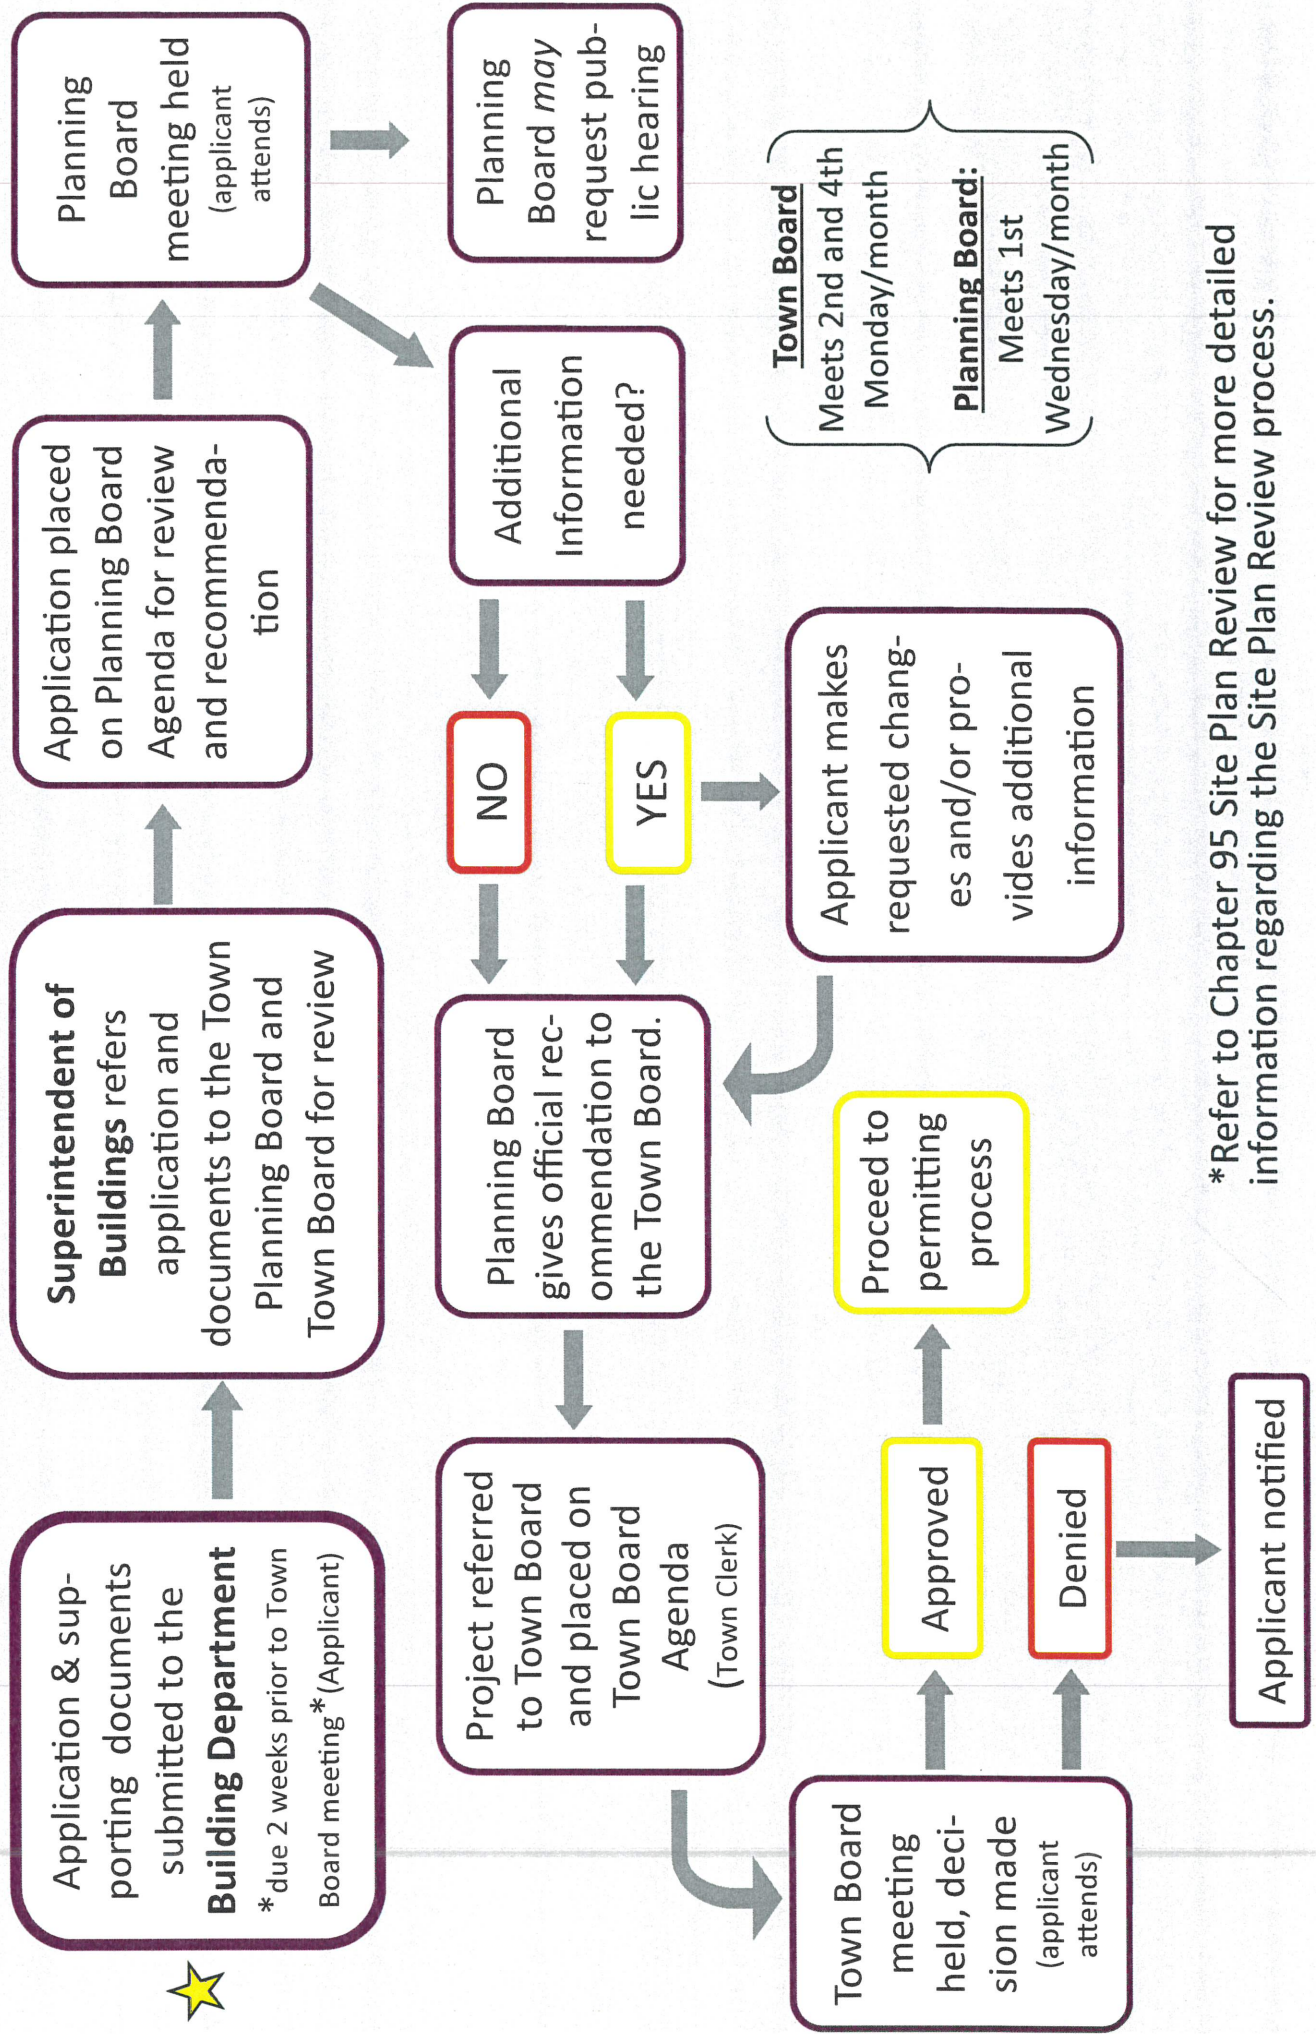 Application & sup-
porting documents
submitted to the
Building Department
*due 2 weeks prior to Town
Board meeting*(Applicant)
Superintendent of
Buildings refers
application and
documents to the Town
Planning Board and
Town Board for review
Application placed
on Planning Board
Agenda for review
and recommenda-
tion
Planning
Board
meeting held
(applicant
attends)
Planning
Board may
request pub-
lic hearing
Additional
Information
needed?
NO
YES
Applicant makes
requested chang-
es and/or pro-
vides additional
information
Planning Board
gives official rec-
ommendation to
the Town Board.
Project referred
to Town Board
and placed on
Town Board
Agenda
(Town Clerk)
Town Board
meeting
held, deci-
sion made
(applicant
attends)
Approved
Proceed to
permitting
process
Denied
Applicant notified
Town Board
Meets 2nd and 4th
Monday/month
Planning Board:
Meets 1st
Wednesday/month
*Refer to Chapter 95 Site Plan Review for more detailed
information regarding the Site Plan Review process.